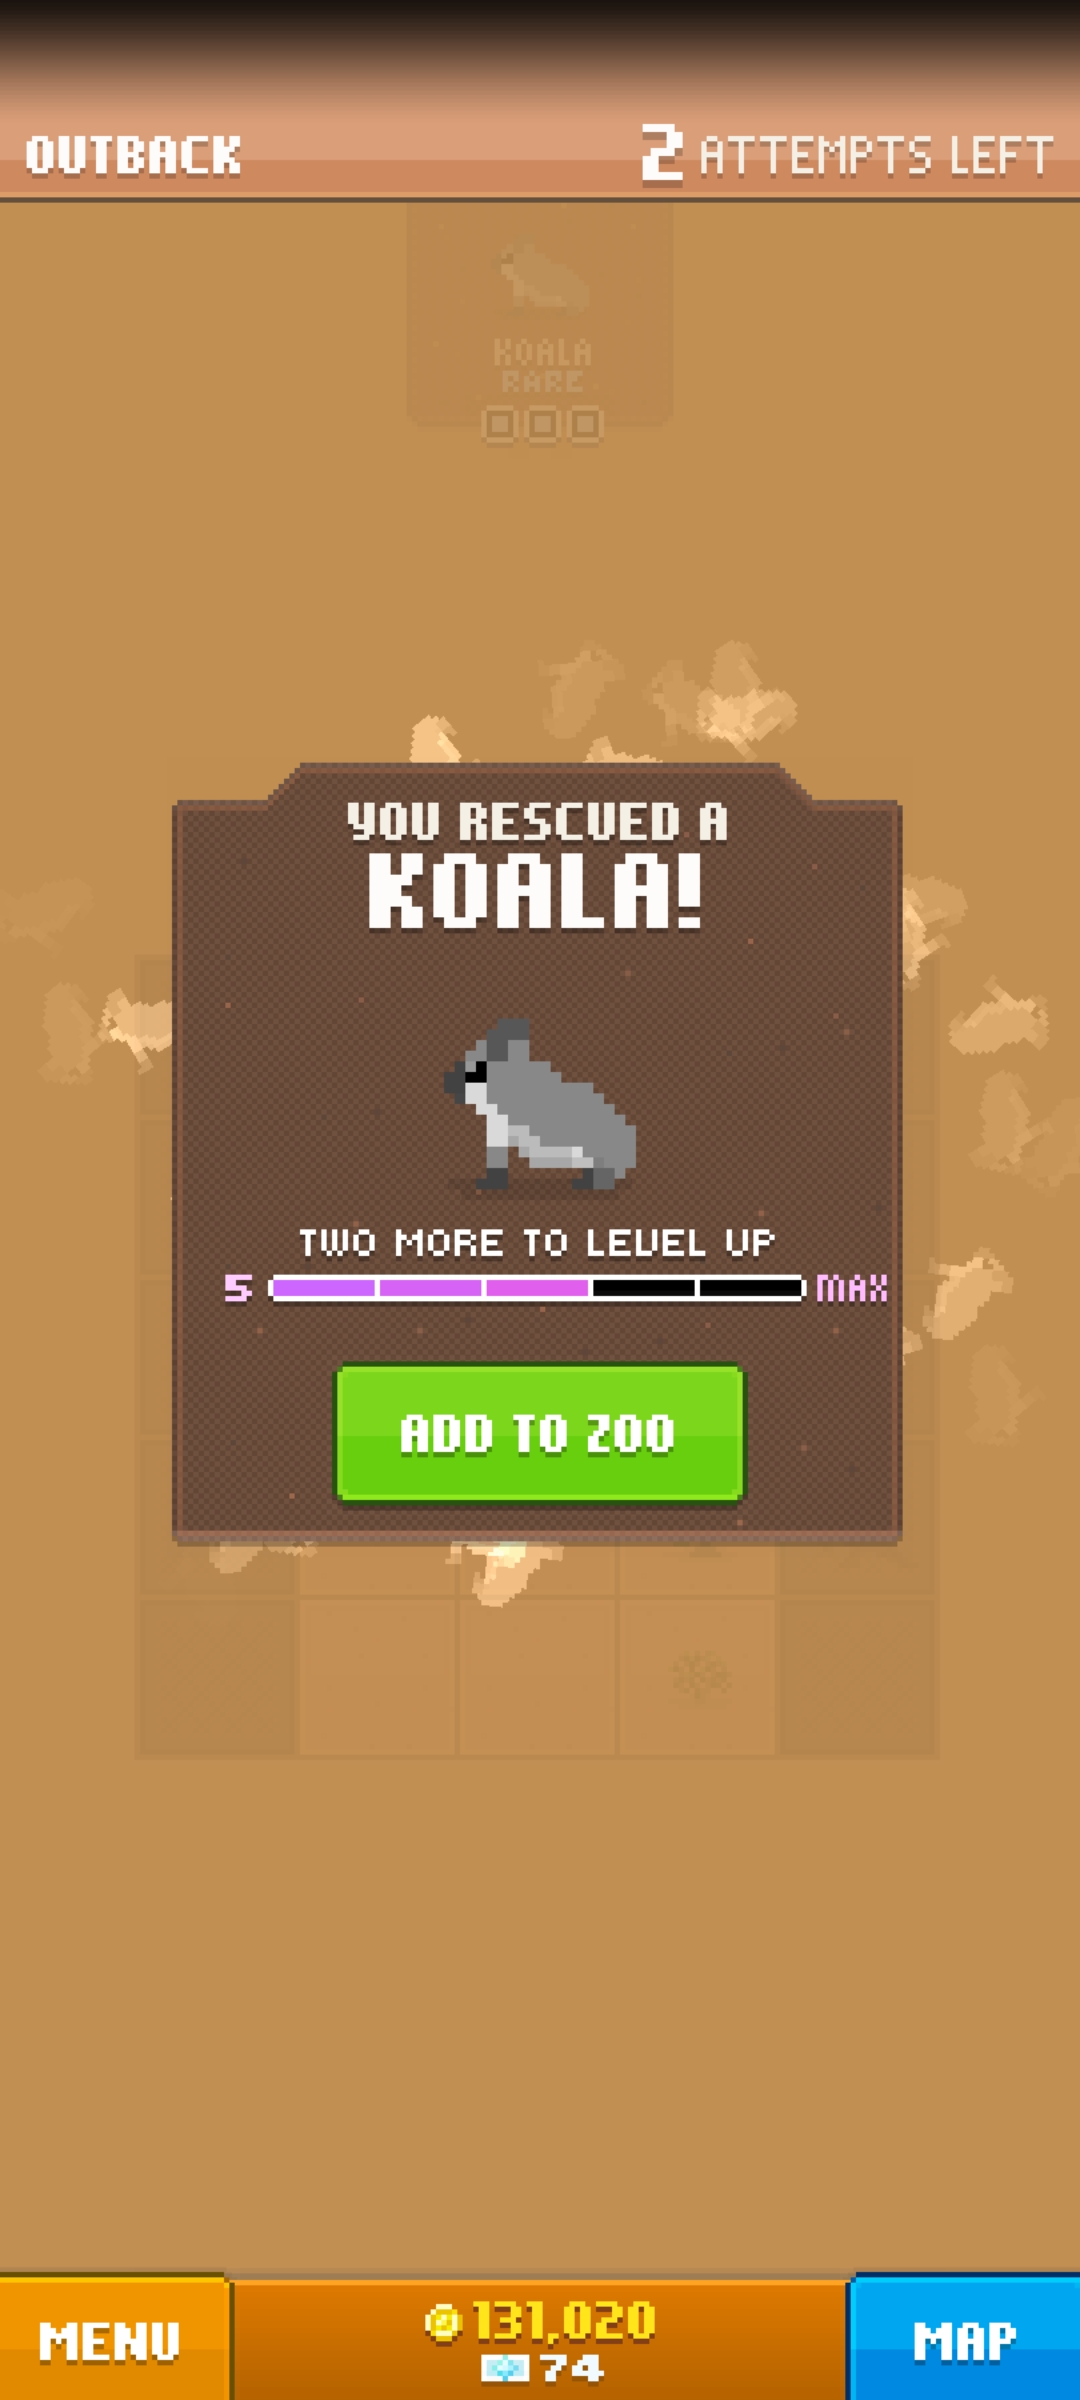 OUTBACK
2 ATTEMPTS LEFT
KOALA
RARE
YOU RESCUED A
KOALA!
TWO MORE TO LEVEL UP
5 MAX
ADD TO ZOO
MENU
131,020
74
MAP